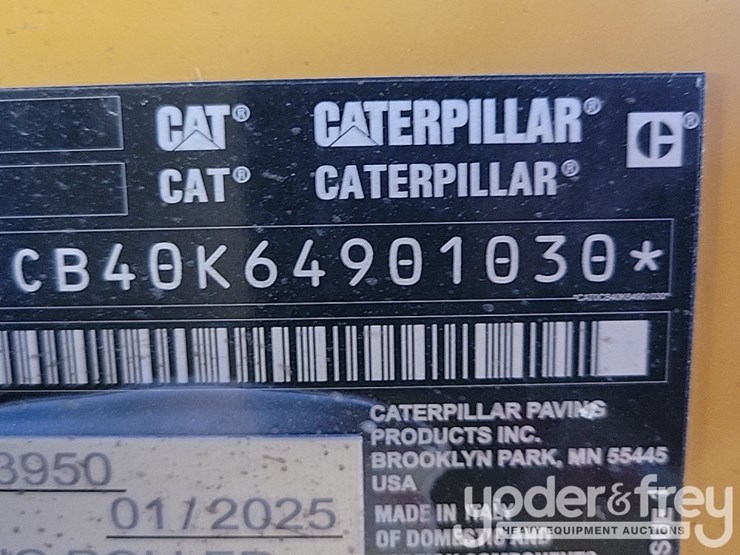 CAT® CATERPILLAR®
C ®
CAT® CATERPILLAR®
CB40K64901030*
CATERPILLAR PAVING
PRODUCTS INC.
BROOKLYN PARK, MN 55445
USA
3950
01/2025
MADE IN ITALY
OF DOMESTIC AND
yoder&frey
HEAVY EQUIPMENT AUCTIONS